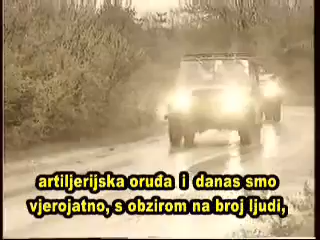 artiljerijska oruđa i danas smo
vjerojatno, s obzirom na broj ljudi,